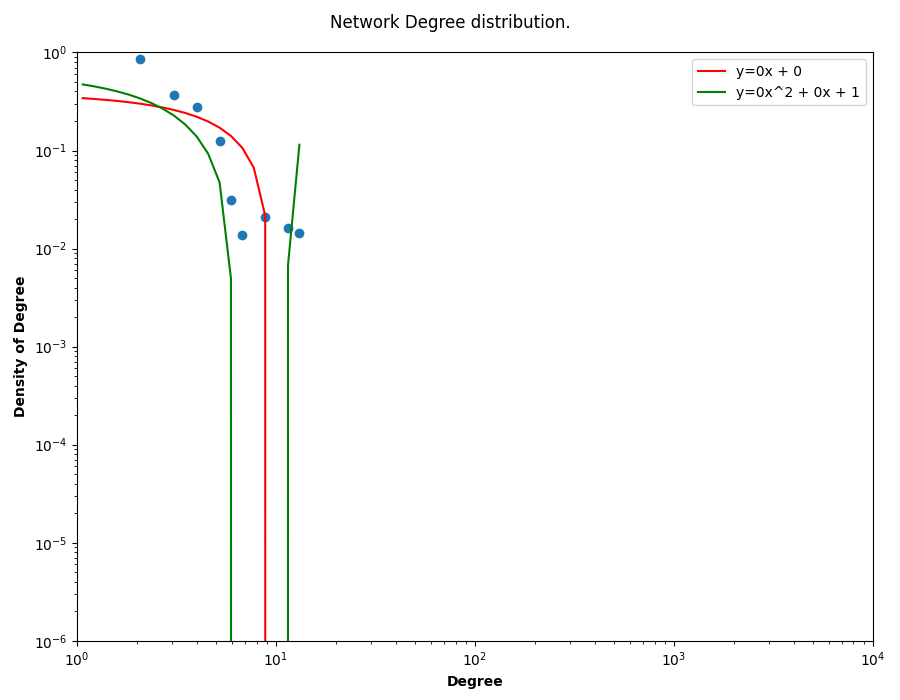 Network Degree distribution.
y=0x + 0
y=0x^2 + 0x + 1
Density of Degree
10^0
10^-1
10^-2
10^-3
10^-4
10^-5
10^-6
10^0 10^1 10^2 10^3 10^4
Degree